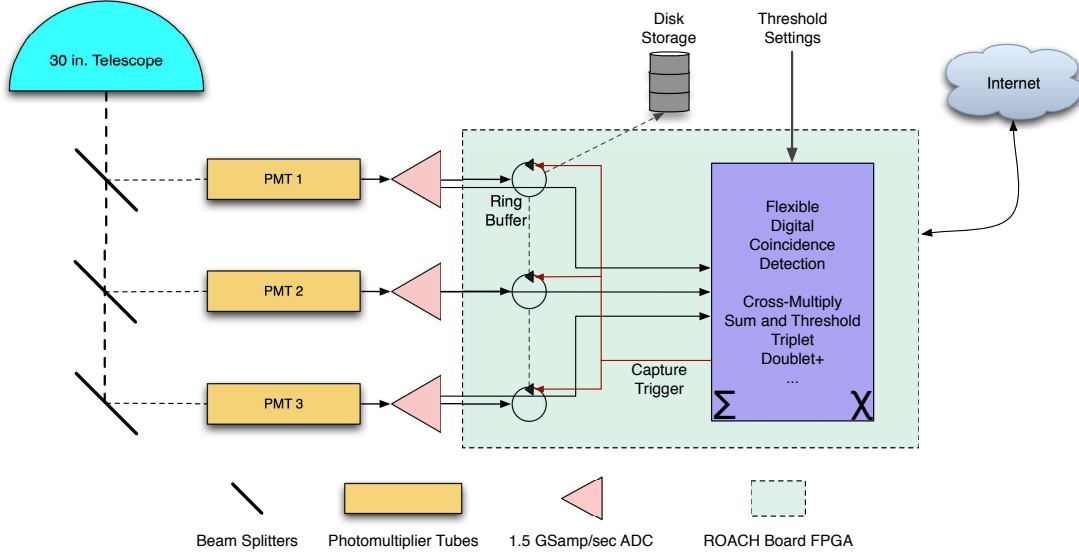 Disk
Storage
Threshold
Settings
30 in. Telescope
Internet
PMT 1
Ring
Buffer
Flexible
Digital
Coincidence
Detection
PMT 2
Cross-Multiply
Sum and Threshold
Triplet
Doublet+
...
Capture
Trigger
PMT 3
Σ
χ
Beam Splitters
Photomultiplier Tubes
1.5 GSamp/sec ADC
ROACH Board FPGA